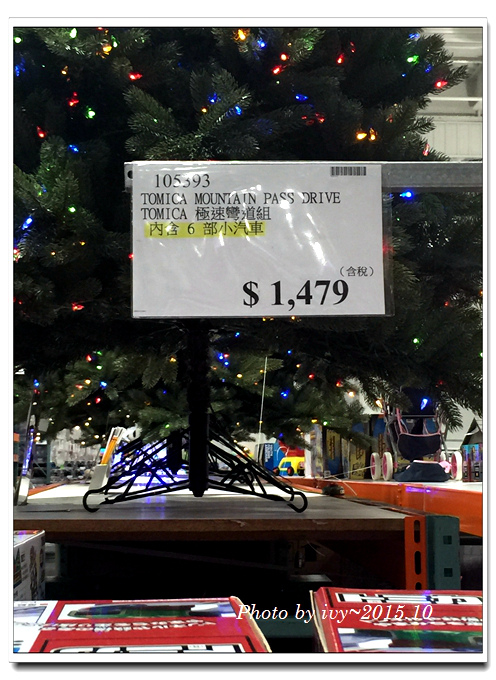 105393
TOMICA MOUNTAIN PASS DRIVE
TOMICA 極速彎道組
內含 6 部小汽車
(含稅)
$ 1,479
Photo by ivy~2015.10